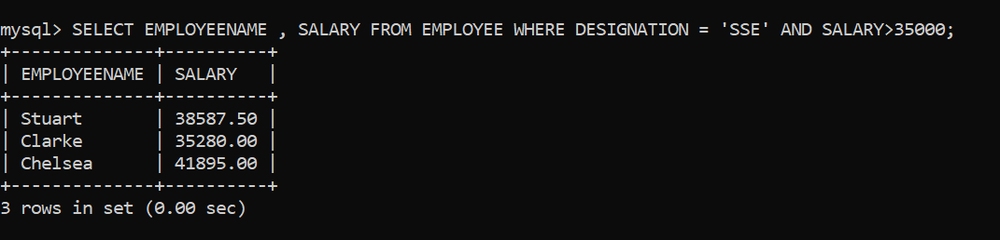 mysql> SELECT EMPLOYEENAME , SALARY FROM EMPLOYEE WHERE DESIGNATION = 'SSE' AND SALARY>35000;
+--------------+----------+
| EMPLOYEENAME | SALARY   |
+--------------+----------+
| Stuart       | 38587.50 |
| Clarke       | 35280.00 |
| Chelsea      | 41895.00 |
+--------------+----------+
3 rows in set (0.00 sec)